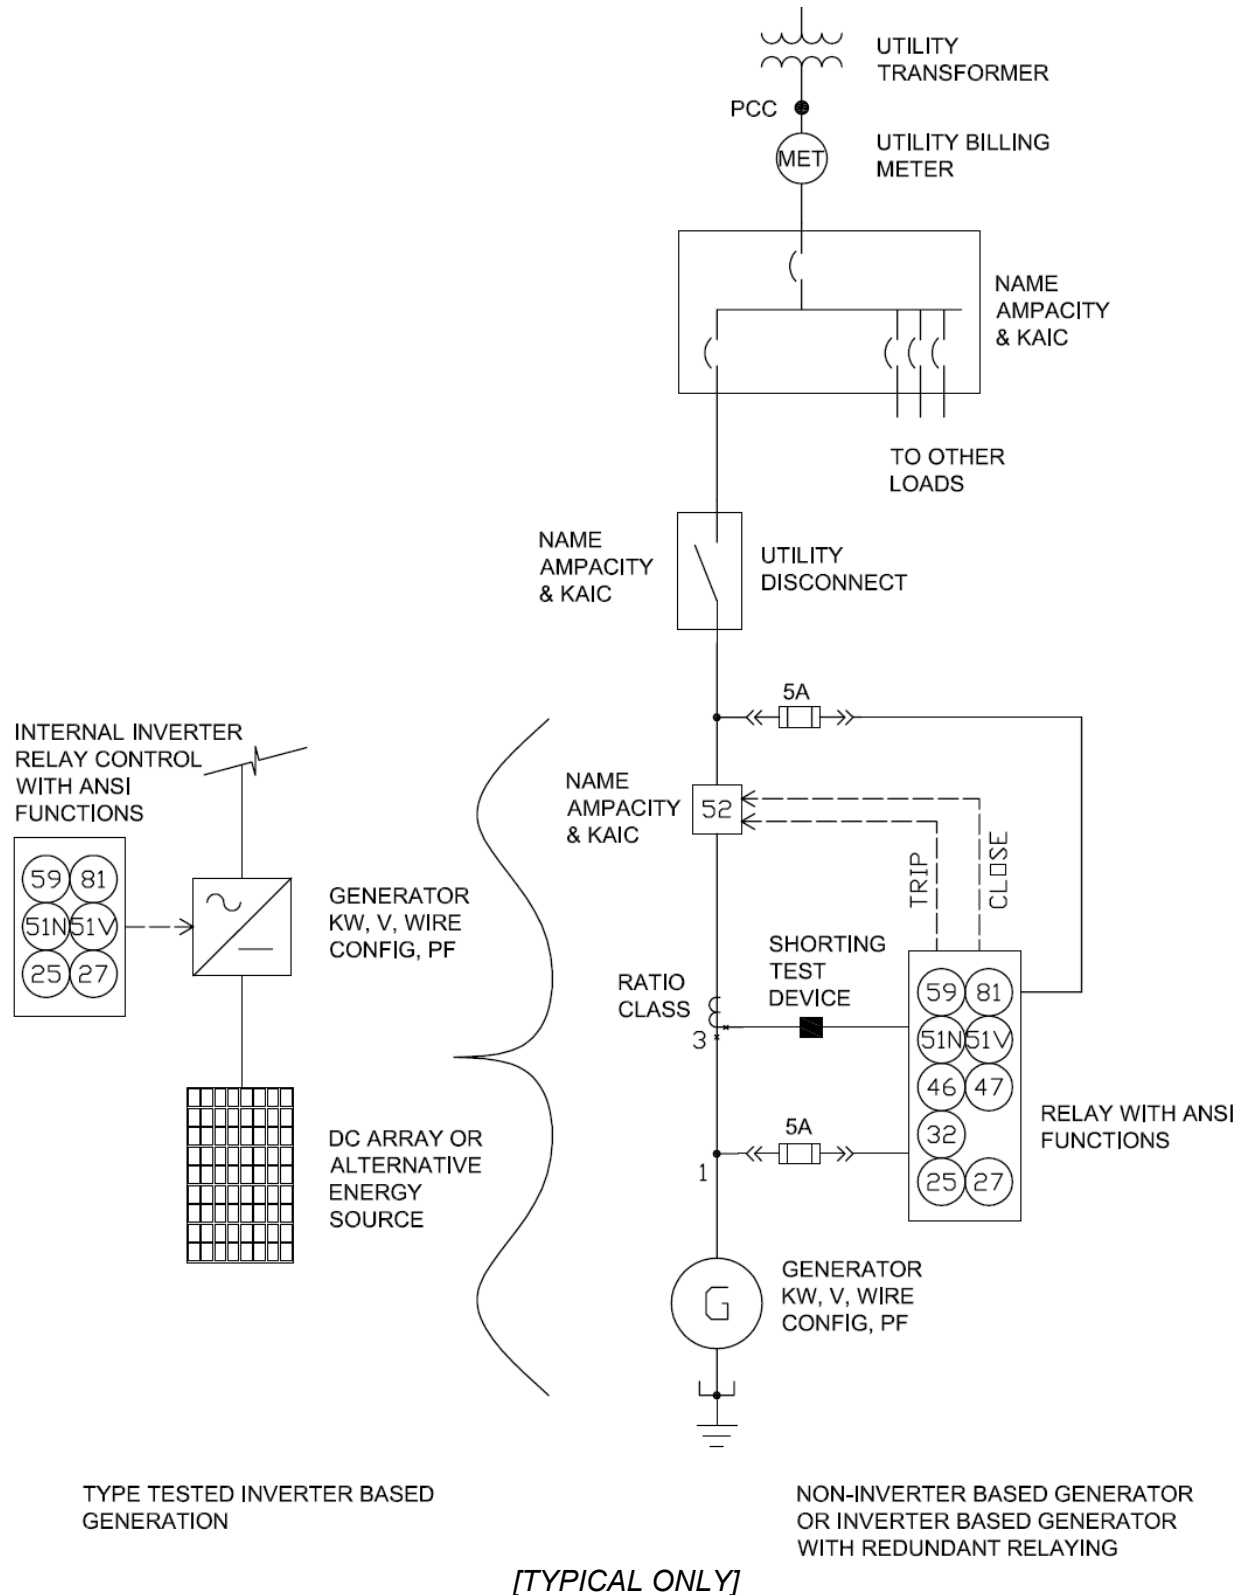 UTILITY
TRANSFORMER
PCC
MET
UTILITY BILLING
METER
NAME
AMPACITY
& KAIC
TO OTHER
LOADS
NAME
AMPACITY
& KAIC
UTILITY
DISCONNECT
5A
INTERNAL INVERTER
RELAY CONTROL
WITH ANSI
FUNCTIONS
NAME
AMPACITY
& KAIC
52
TRIP
CLOSE
59 81
51N 51V
25 27
GENERATOR
KW, V, WIRE
CONFIG, PF
SHORTING
TEST
DEVICE
RATIO
CLASS
3
59 81
51N 51V
46 47
32
25 27
RELAY WITH ANSI
FUNCTIONS
5A
1
DC ARRAY OR
ALTERNATIVE
ENERGY
SOURCE
G
GENERATOR
KW, V, WIRE
CONFIG, PF
TYPE TESTED INVERTER BASED
GENERATION
NON-INVERTER BASED GENERATOR
OR INVERTER BASED GENERATOR
WITH REDUNDANT RELAYING
[TYPICAL ONLY]